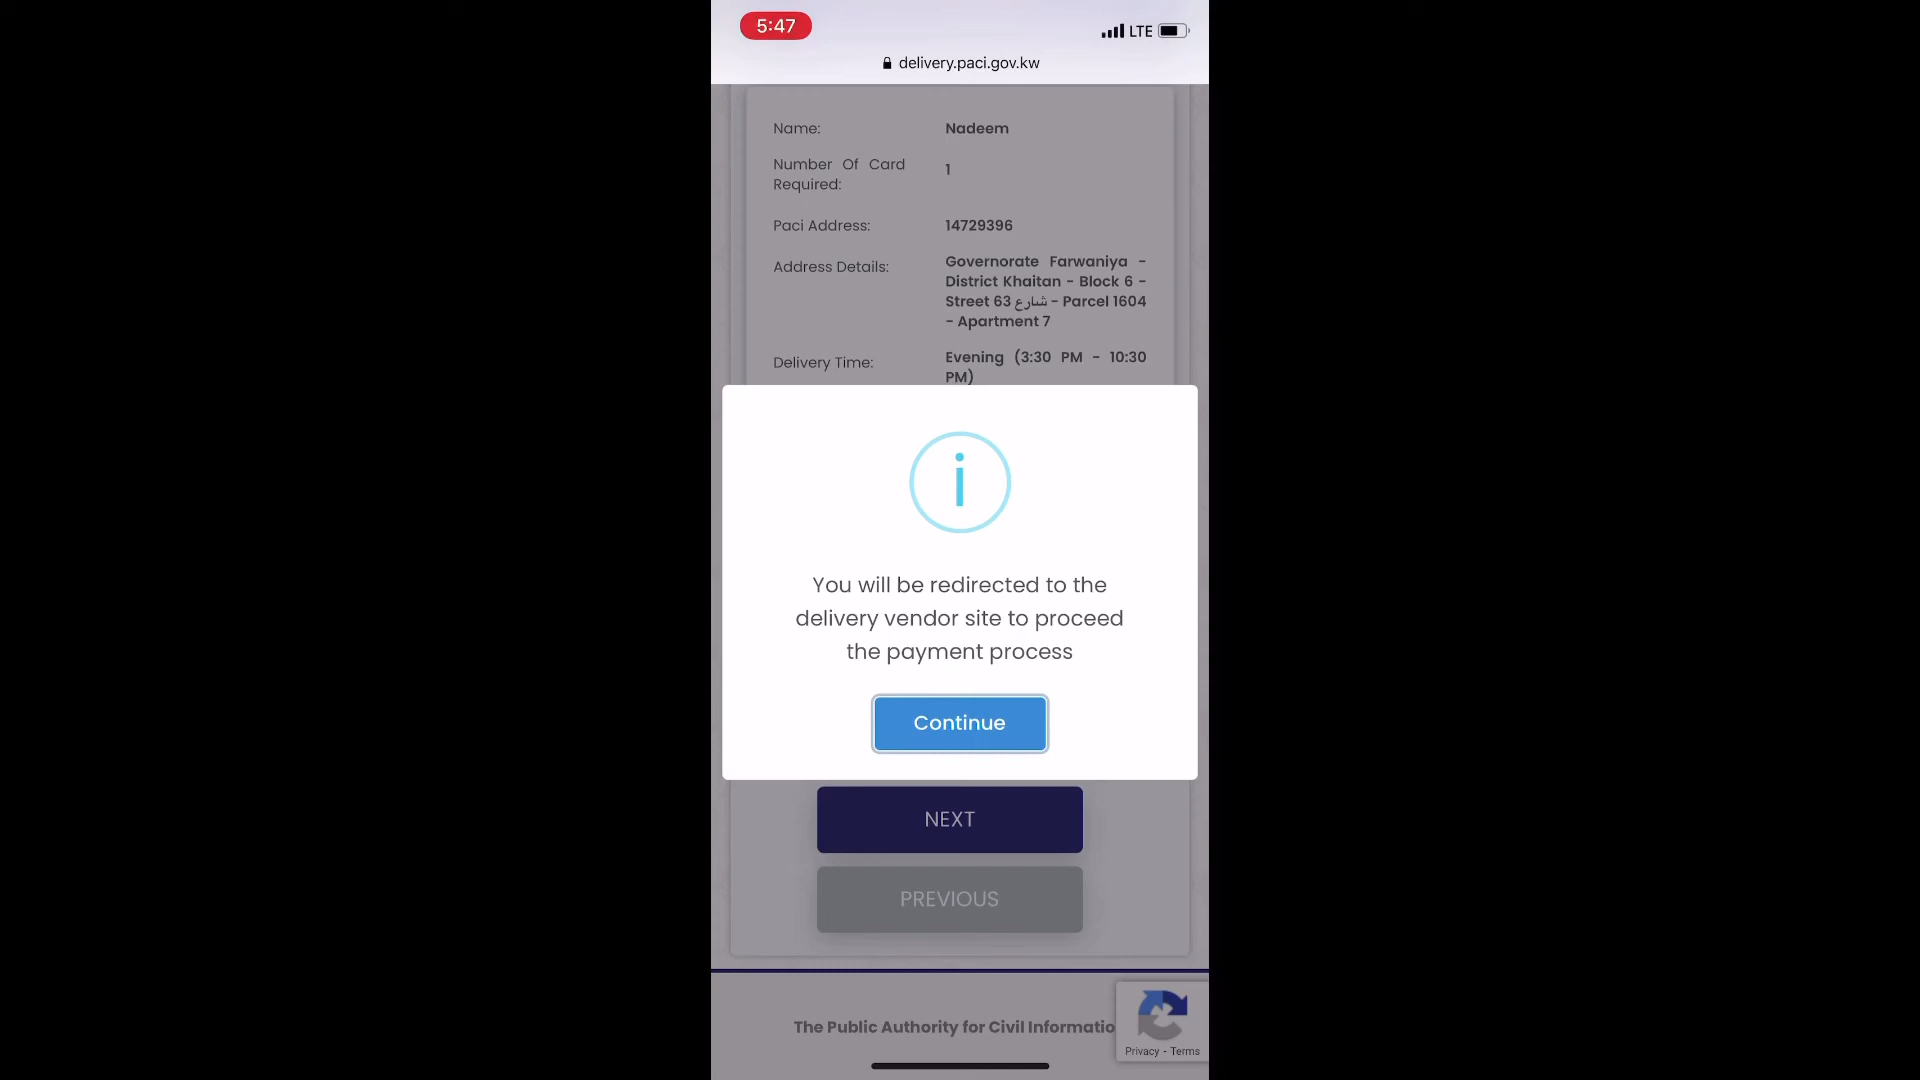 5:47
LTE
delivery.paci.gov.kw
Name: Nadeem
Number Of Card
Required:
1
Paci Address: 14729396
Address Details:
Governorate Farwaniya -
District Khaitan - Block 6 -
Street 63 شارع - Parcel 1604
- Apartment 7
Delivery Time:
Evening (3:30 PM - 10:30
PM)
i
You will be redirected to the
delivery vendor site to proceed
the payment process
Continue
NEXT
PREVIOUS
The Public Authority for Civil Informatio
Privacy - Terms